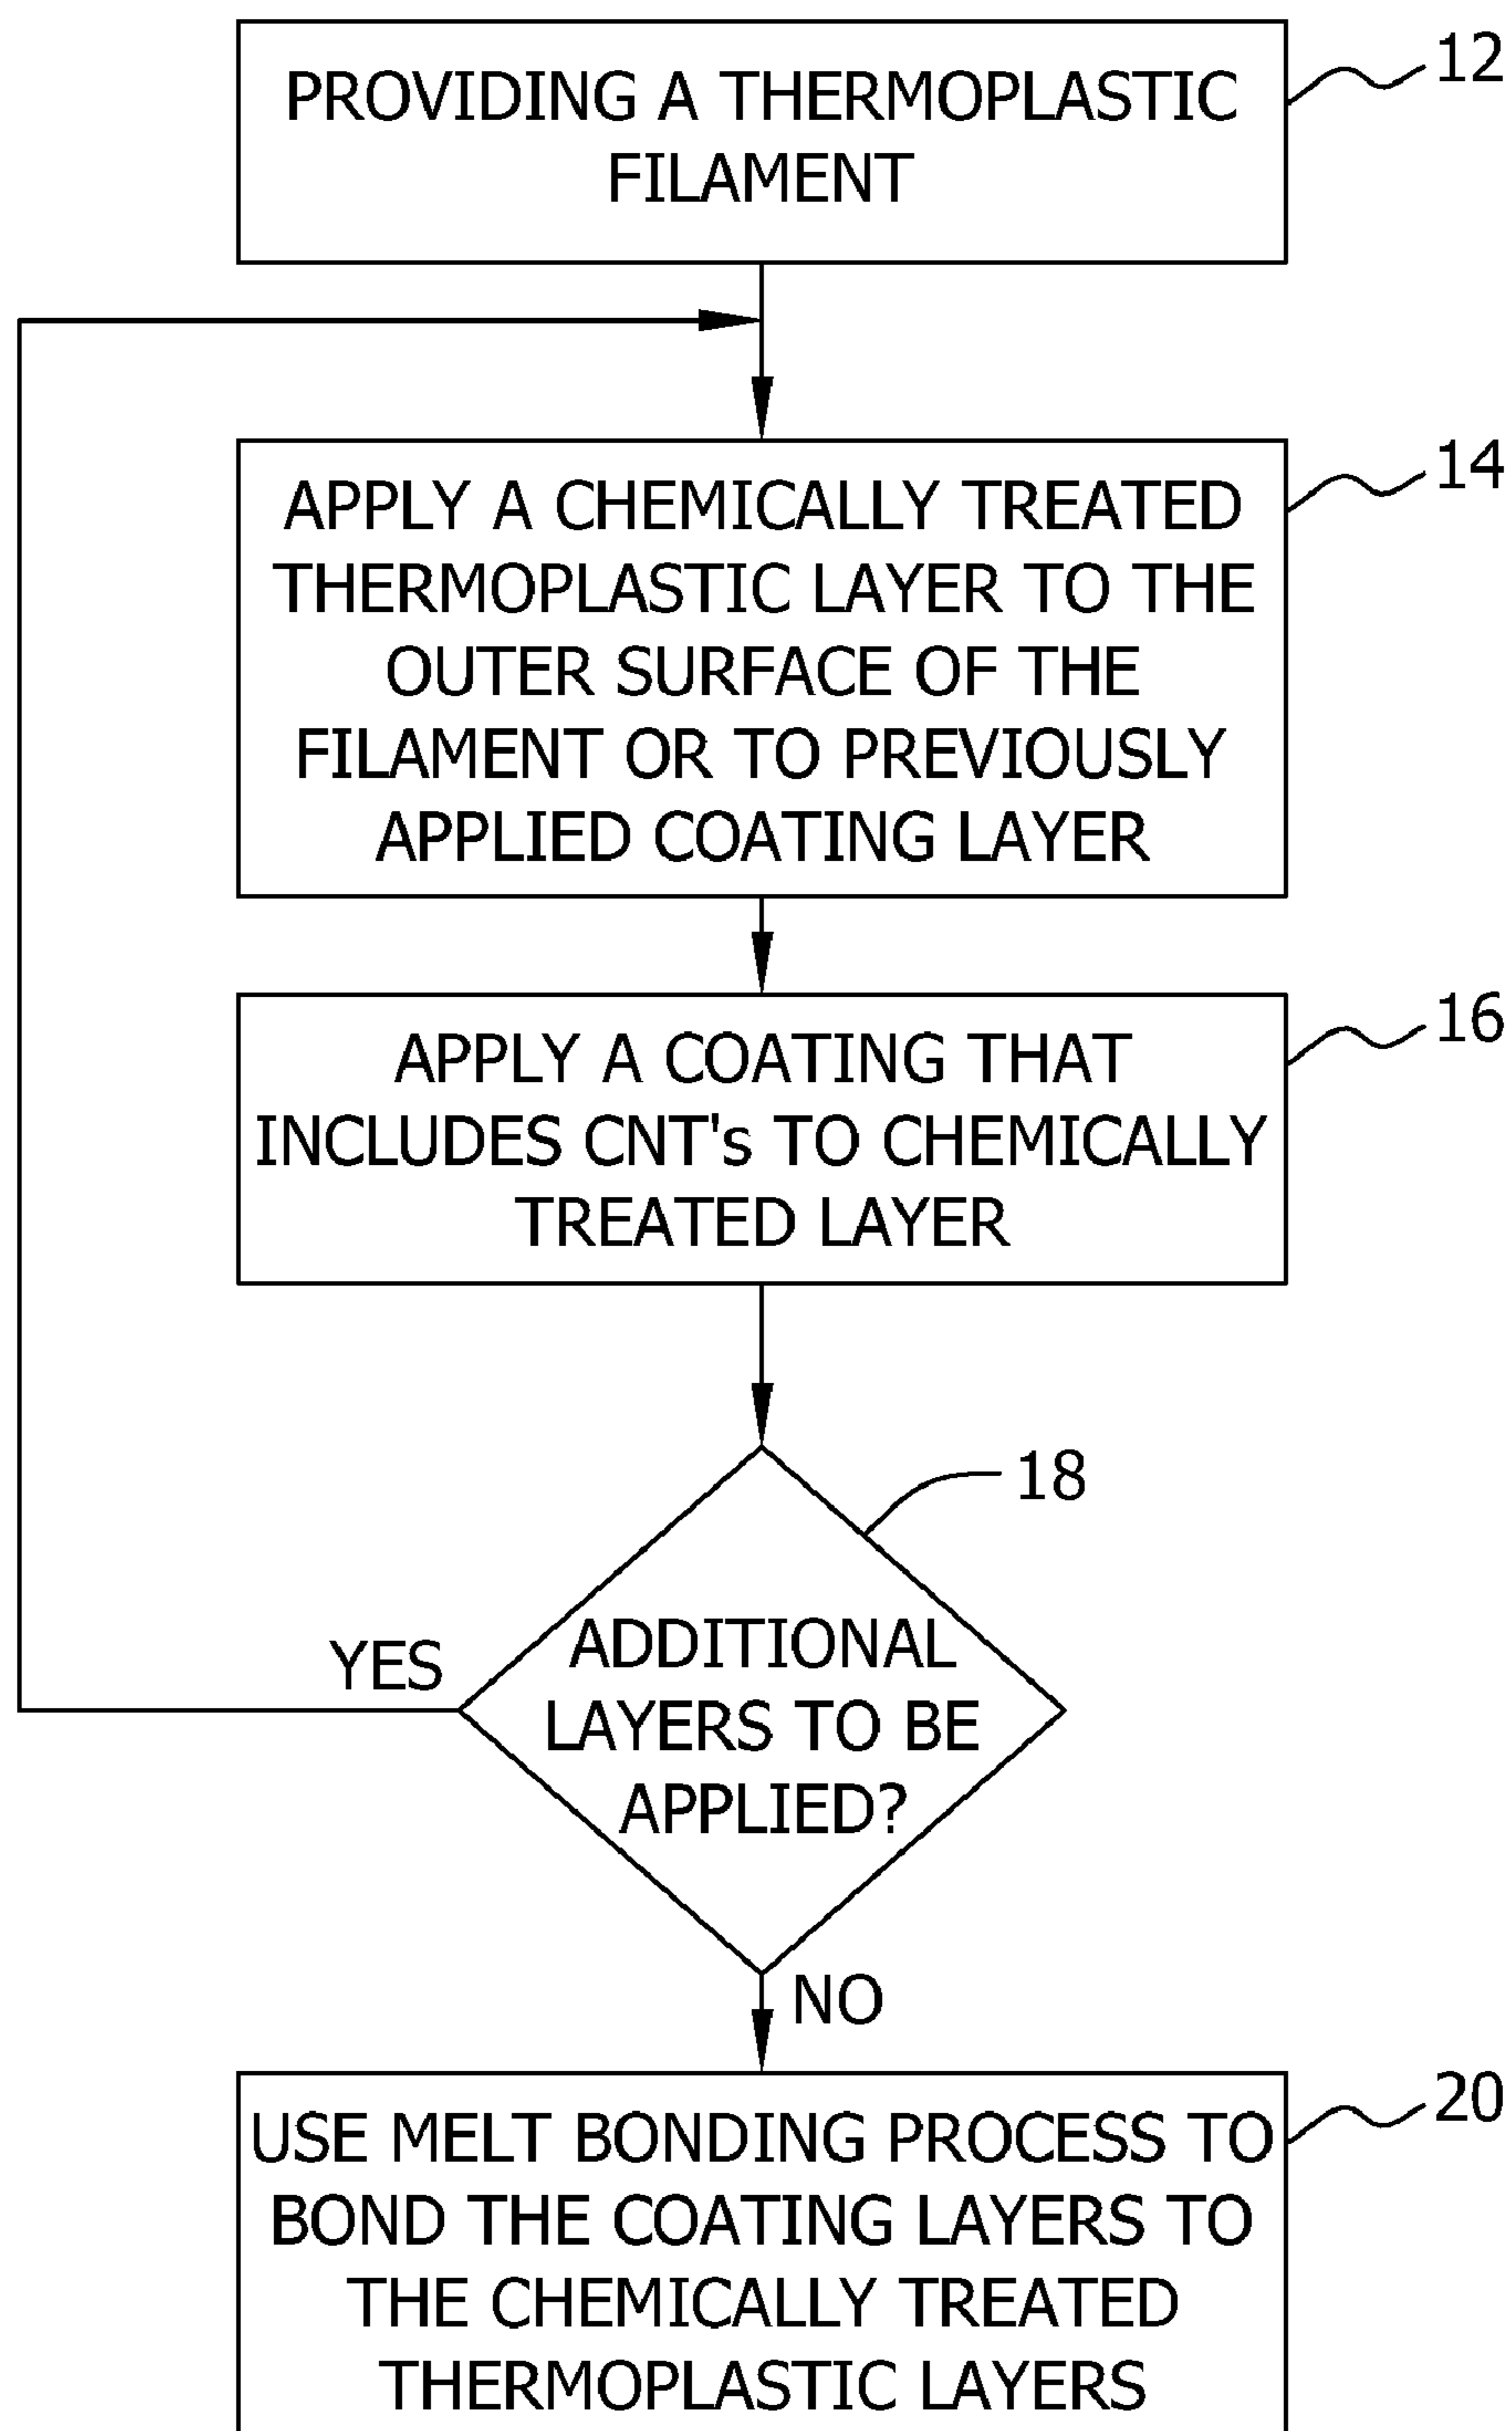 PROVIDING A THERMOPLASTIC
FILAMENT
12
APPLY A CHEMICALLY TREATED
THERMOPLASTIC LAYER TO THE
OUTER SURFACE OF THE
FILAMENT OR TO PREVIOUSLY
APPLIED COATING LAYER
14
APPLY A COATING THAT
INCLUDES CNT's TO CHEMICALLY
TREATED LAYER
16
18
ADDITIONAL
LAYERS TO BE
APPLIED?
YES
NO
USE MELT BONDING PROCESS TO
BOND THE COATING LAYERS TO
THE CHEMICALLY TREATED
THERMOPLASTIC LAYERS
20